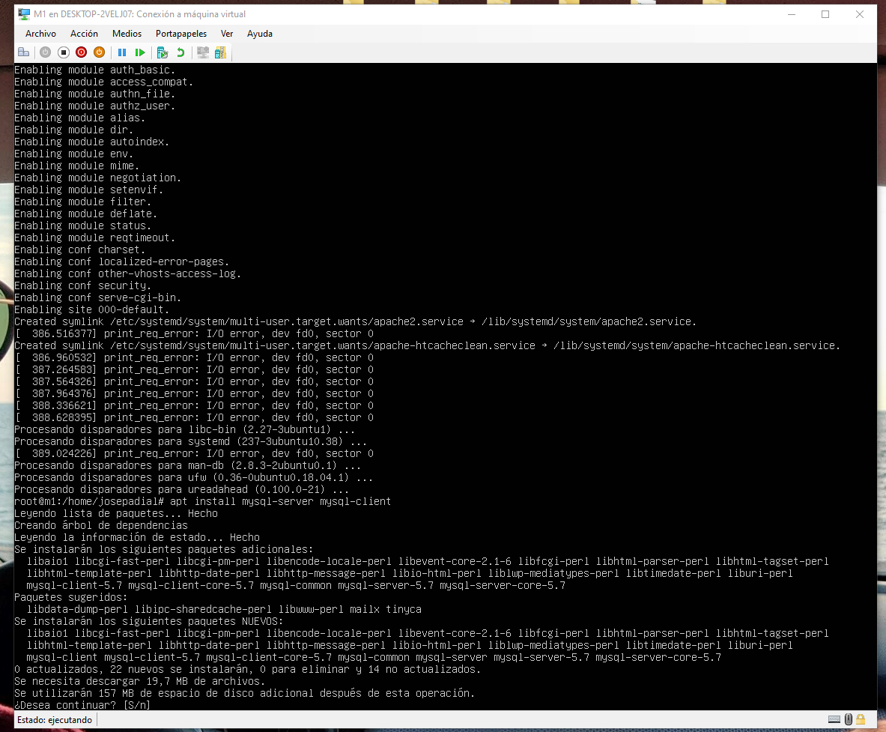 M1 en DESKTOP-2VELJ07: Conexión a máquina virtual
Archivo Acción Medios Portapapeles Ver Ayuda
Enabling module auth_basic.
Enabling module access_compat.
Enabling module authn_file.
Enabling module authz_user.
Enabling module alias.
Enabling module dir.
Enabling module autoindex.
Enabling module env.
Enabling module mime.
Enabling module negotiation.
Enabling module setenvif.
Enabling module filter.
Enabling module deflate.
Enabling module status.
Enabling module reqtimeout.
Enabling conf charset.
Enabling conf localized-error-pages.
Enabling conf other-vhosts-access-log.
Enabling conf security.
Enabling conf serve-cgi-bin.
Enabling site 000-default.
Created symlink /etc/systemd/system/multi-user.target.wants/apache2.service → /lib/systemd/system/apache2.service.
[  386.516377] print_req_error: I/O error, dev fd0, sector 0
Created symlink /etc/systemd/system/multi-user.target.wants/apache-htcacheclean.service → /lib/systemd/system/apache-htcacheclean.service.
[  386.960532] print_req_error: I/O error, dev fd0, sector 0
[  387.264583] print_req_error: I/O error, dev fd0, sector 0
[  387.564326] print_req_error: I/O error, dev fd0, sector 0
[  387.964376] print_req_error: I/O error, dev fd0, sector 0
[  388.336621] print_req_error: I/O error, dev fd0, sector 0
[  388.628395] print_req_error: I/O error, dev fd0, sector 0
Procesando disparadores para libc-bin (2.27-3ubuntu1) ...
Procesando disparadores para systemd (237-3ubuntu10.38) ...
[  389.024226] print_req_error: I/O error, dev fd0, sector 0
Procesando disparadores para man-db (2.8.3-2ubuntu0.1) ...
Procesando disparadores para ufw (0.36-0ubuntu0.18.04.1) ...
Procesando disparadores para ureadahead (0.100.0-21) ...
root@m1:/home/josepadial# apt install mysql-server mysql-client
Leyendo lista de paquetes... Hecho
Creando árbol de dependencias
Leyendo la información de estado... Hecho
Se instalarán los siguientes paquetes adicionales:
libaio1 libcgi-fast-perl libcgi-pm-perl libencode-locale-perl libevent-core-2.1-6 libfcgi-perl libhtml-parser-perl libhtml-tagset-perl
libhtml-template-perl libhttp-date-perl libhttp-message-perl libio-html-perl liblwp-mediatypes-perl libtimedate-perl liburi-perl
mysql-client-5.7 mysql-client-core-5.7 mysql-common mysql-server-5.7 mysql-server-core-5.7
Paquetes sugeridos:
libdata-dump-perl libipc-sharedcache-perl libwww-perl mailx tinyca
Se instalarán los siguientes paquetes NUEVOS:
libaio1 libcgi-fast-perl libcgi-pm-perl libencode-locale-perl libevent-core-2.1-6 libfcgi-perl libhtml-parser-perl libhtml-tagset-perl
libhtml-template-perl libhttp-date-perl libhttp-message-perl libio-html-perl liblwp-mediatypes-perl libtimedate-perl liburi-perl
mysql-client mysql-client-5.7 mysql-client-core-5.7 mysql-common mysql-server mysql-server-5.7 mysql-server-core-5.7
0 actualizados, 22 nuevos se instalarán, 0 para eliminar y 14 no actualizados.
Se necesita descargar 19,7 MB de archivos.
Se utilizarán 157 MB de espacio de disco adicional después de esta operación.
¿Desea continuar? [S/n]
Estado: ejecutando